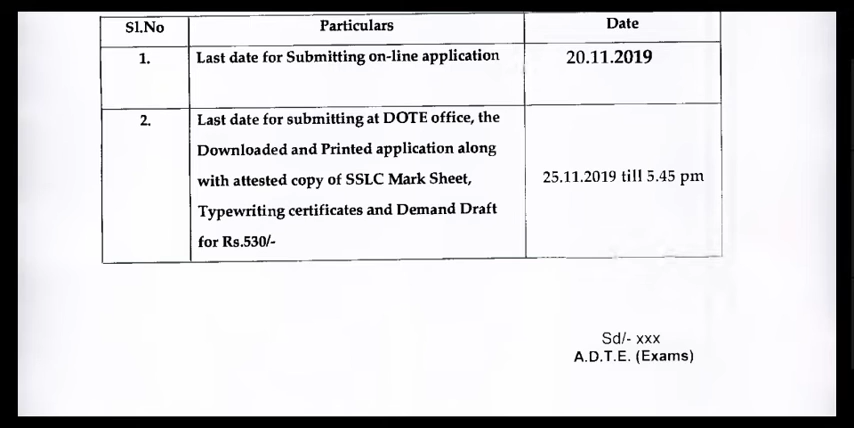 Sl.No Particulars Date
1. Last date for Submitting on-line application 20.11.2019
2. Last date for submitting at DOTE office, the
Downloaded and Printed application along
with attested copy of SSLC Mark Sheet, 25.11.2019 till 5.45 pm
Typewriting certificates and Demand Draft
for Rs.530/-
Sd/- xxx
A.D.T.E. (Exams)